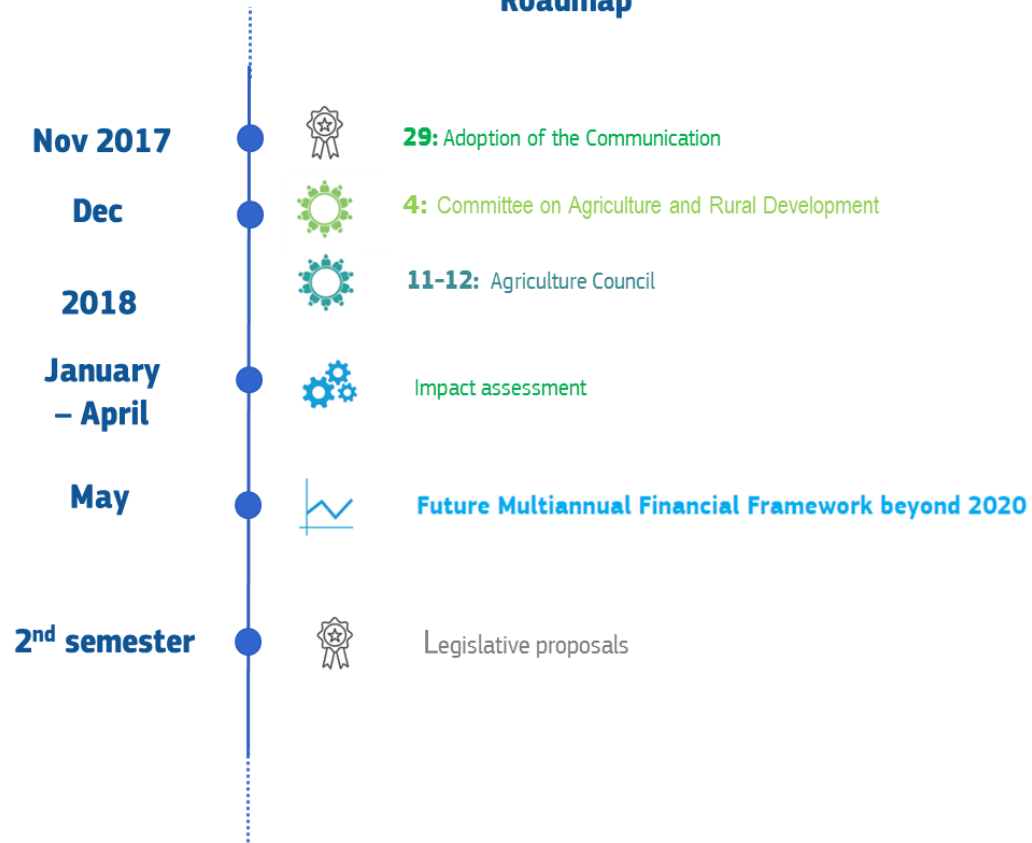 Roadmap
Nov 2017
29: Adoption of the Communication
Dec
4: Committee on Agriculture and Rural Development
11-12: Agriculture Council
2018
January
– April
Impact assessment
May
Future Multiannual Financial Framework beyond 2020
2nd semester
Legislative proposals